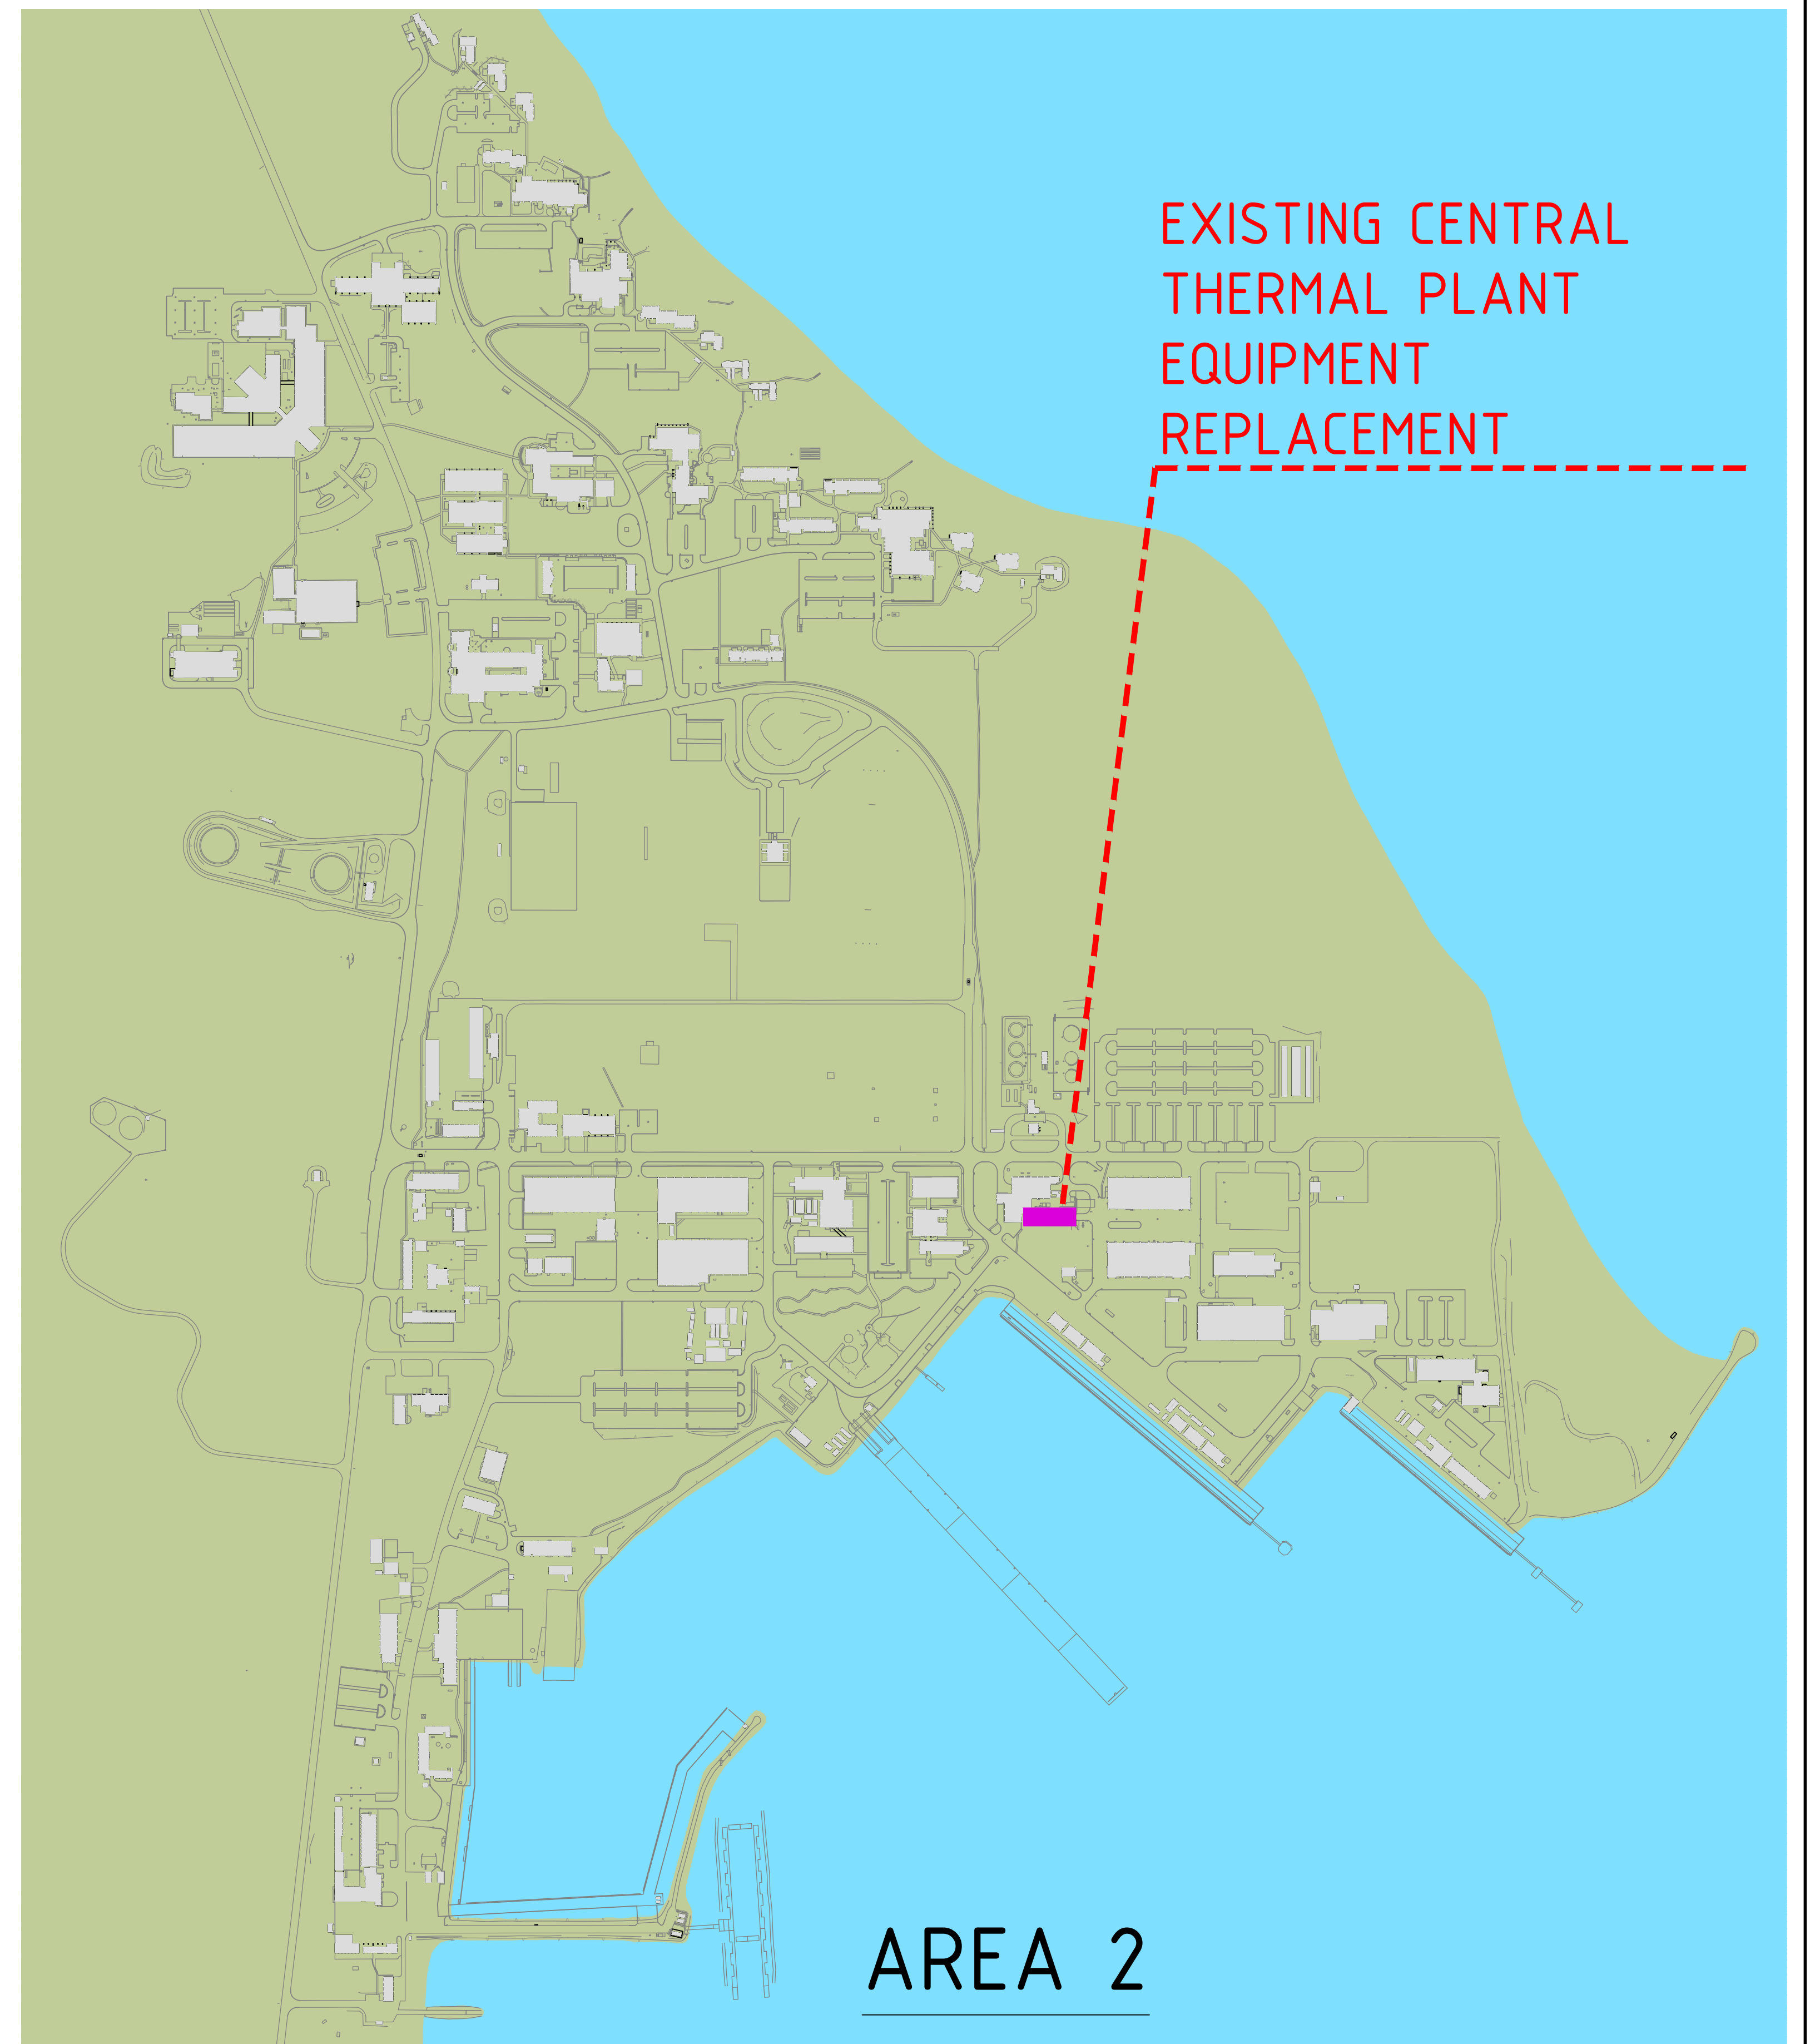 EXISTING CENTRAL
THERMAL PLANT
EQUIPMENT
REPLACEMENT
AREA 2